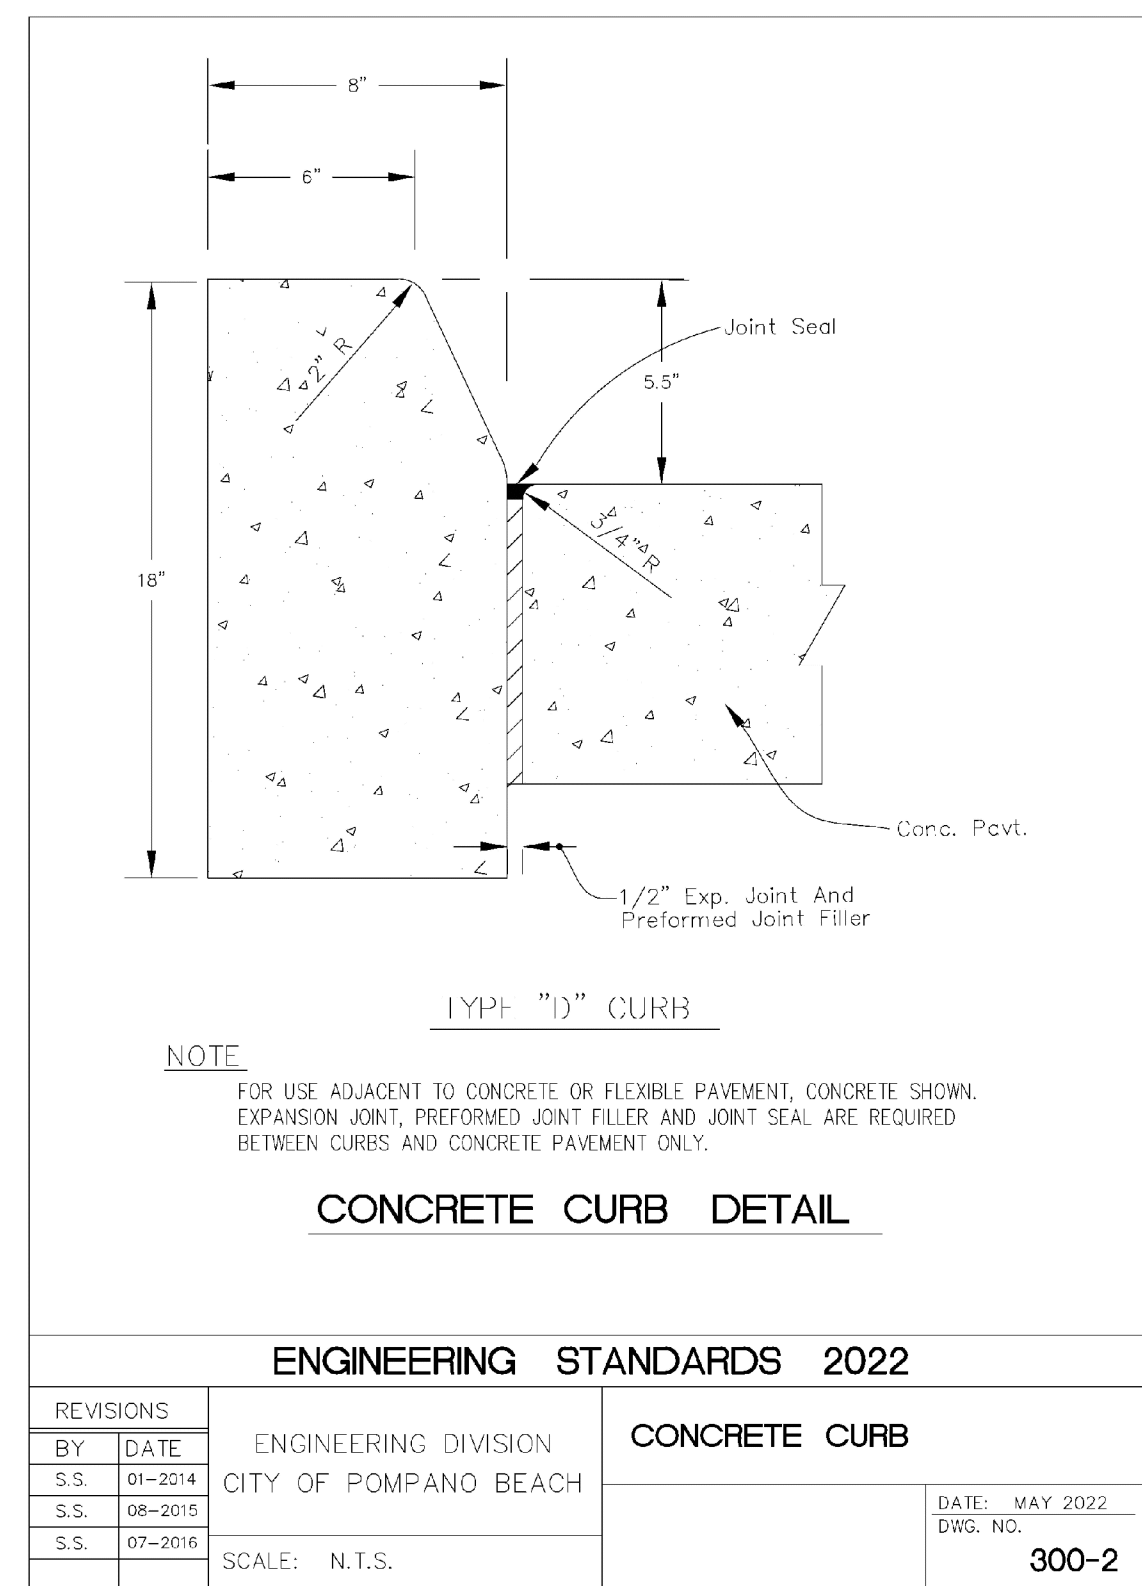 8"
6"
Joint Seal
2" R
5.5"
3/4" R
18"
Conc. Pavt.
1/2" Exp. Joint And
Preformed Joint Filler
TYPE "D" CURB
NOTE
FOR USE ADJACENT TO CONCRETE OR FLEXIBLE PAVEMENT, CONCRETE SHOWN.
EXPANSION JOINT, PREFORMED JOINT FILLER AND JOINT SEAL ARE REQUIRED
BETWEEN CURBS AND CONCRETE PAVEMENT ONLY.
CONCRETE CURB DETAIL
ENGINEERING STANDARDS 2022
REVISIONS
BY DATE
S.S. 01-2014
S.S. 08-2015
S.S. 07-2016
ENGINEERING DIVISION
CITY OF POMPANO BEACH
SCALE: N.T.S.
CONCRETE CURB
DATE: MAY 2022
DWG. NO.
300-2